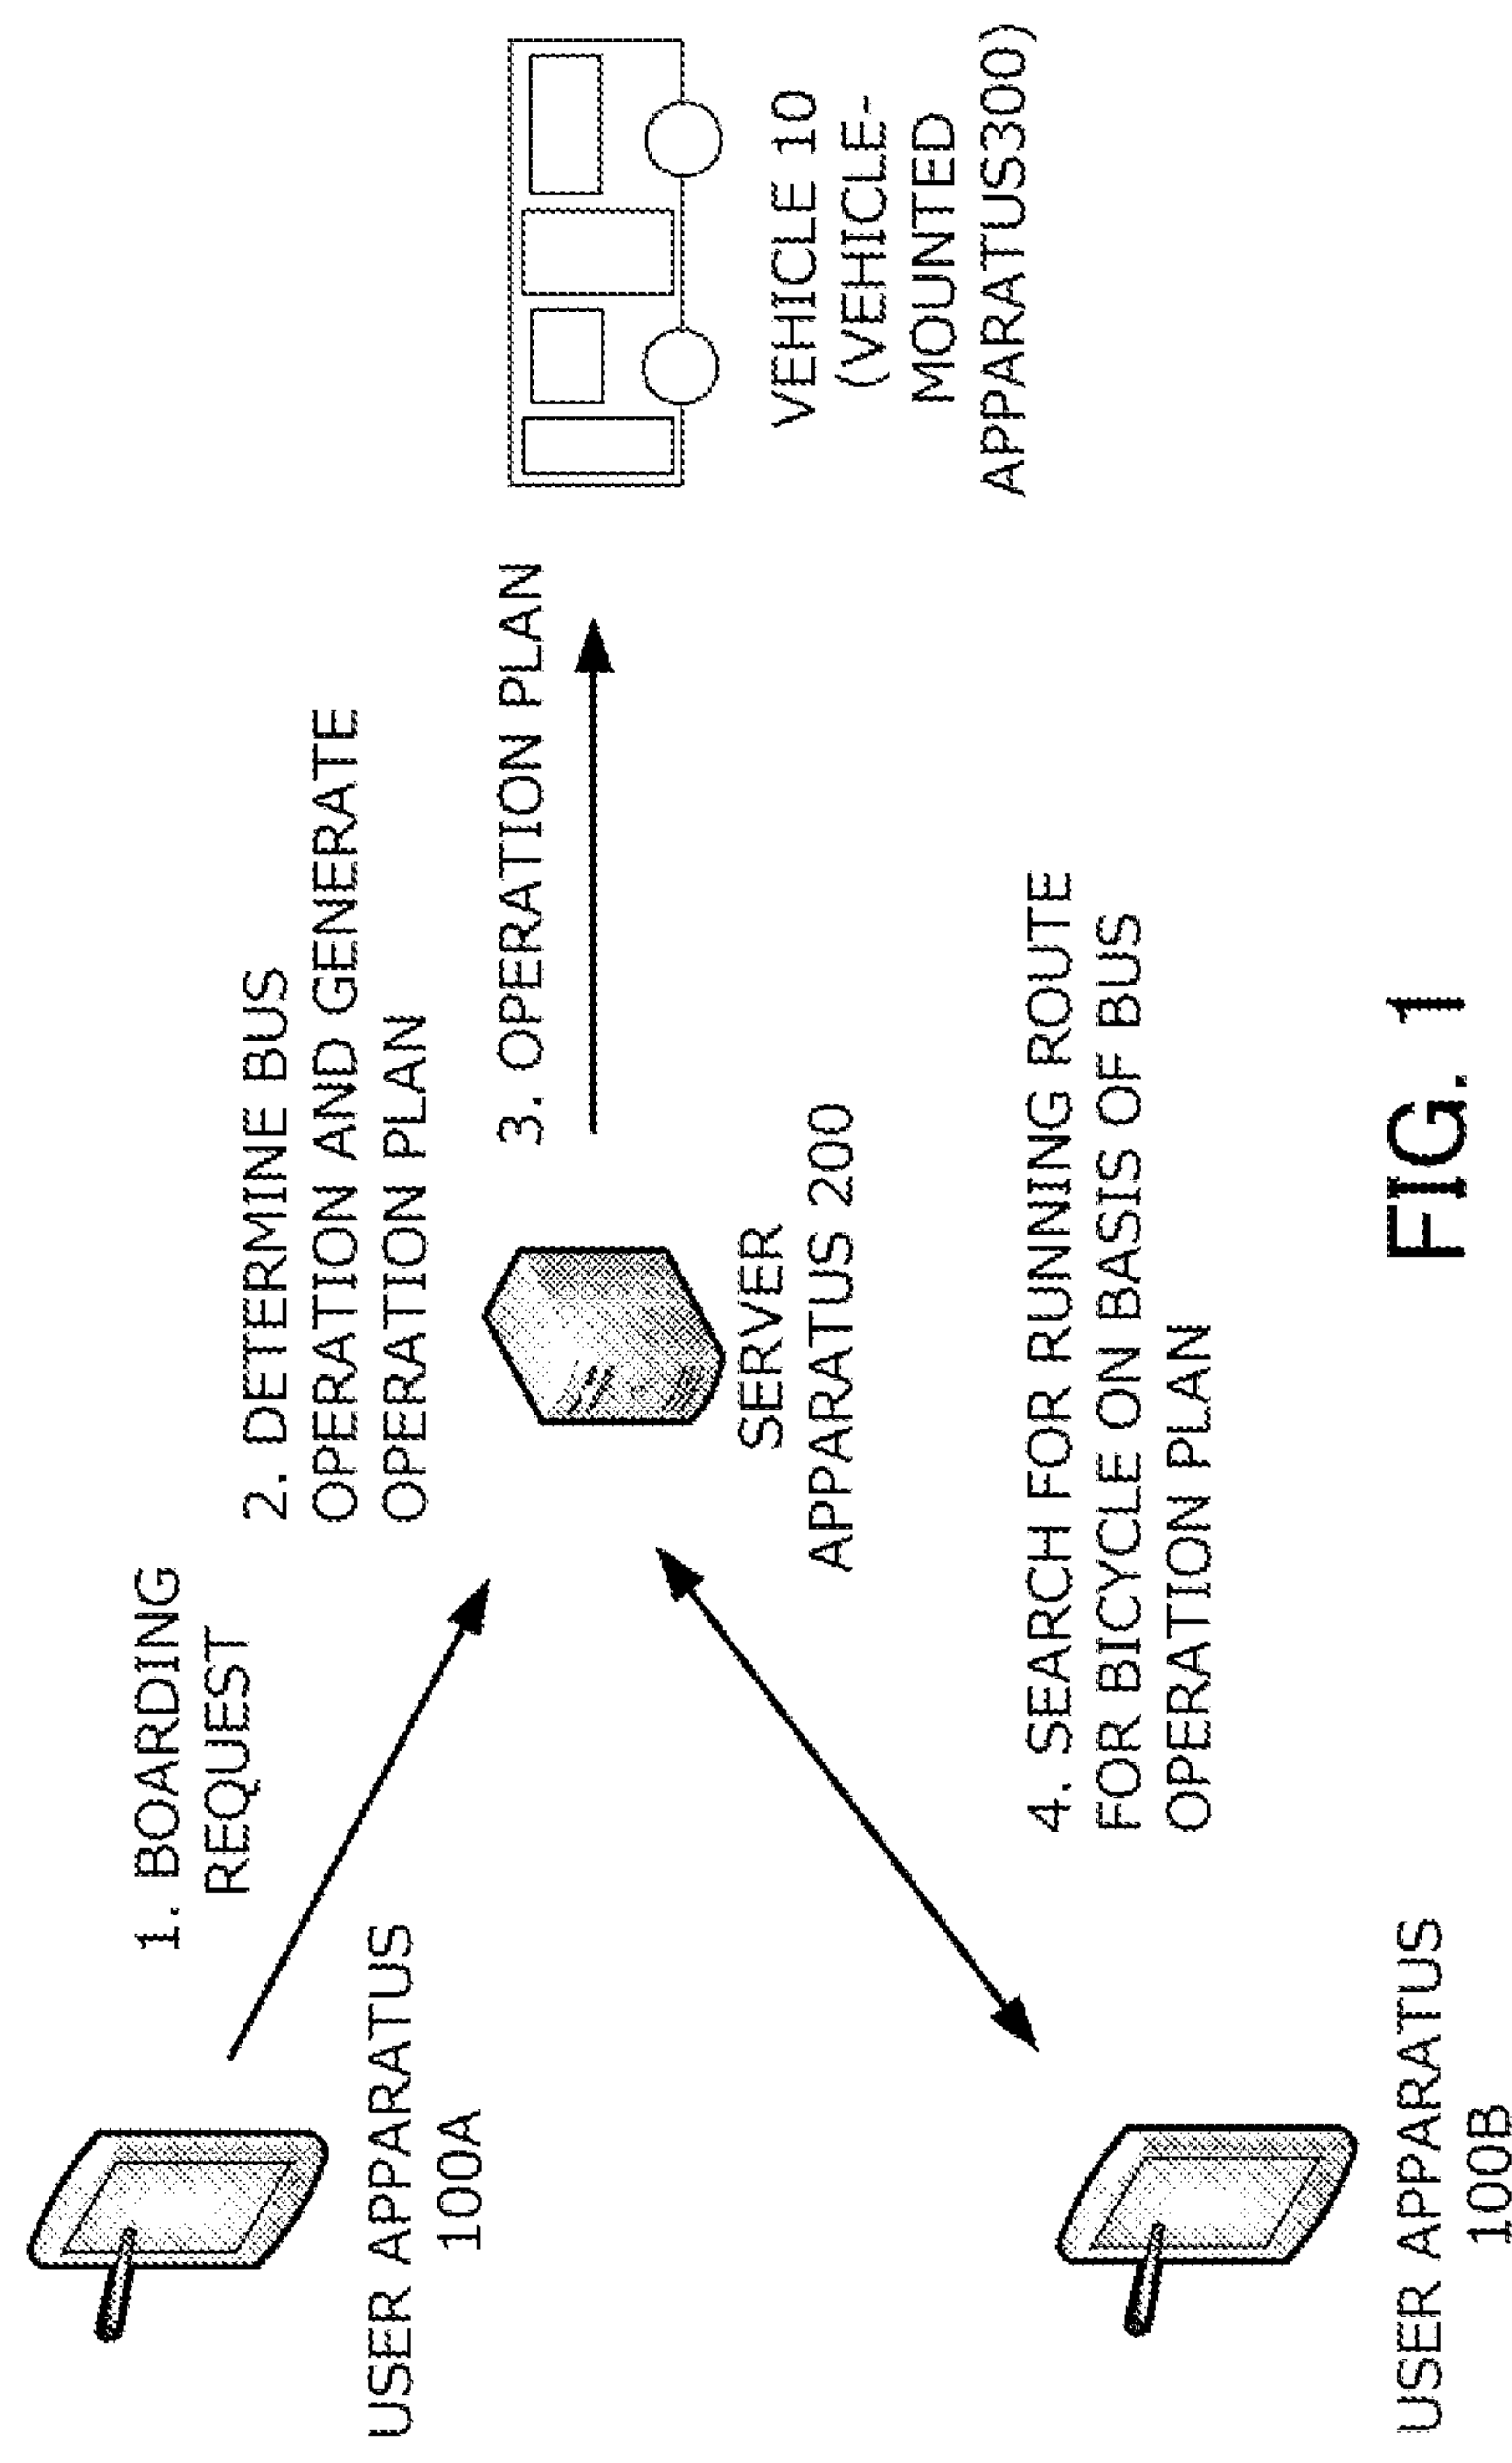 1. BOARDING
REQUEST
2. DETERMINE BUS
OPERATION AND GENERATE
OPERATION PLAN
3. OPERATION PLAN
USER APPARATUS
100A
SERVER
APPARATUS 200
VEHICLE 10
(VEHICLE-
MOUNTED
APPARATUS300)
4. SEARCH FOR RUNNING ROUTE
FOR BICYCLE ON BASIS OF BUS
OPERATION PLAN
USER APPARATUS
100B
FIG. 1